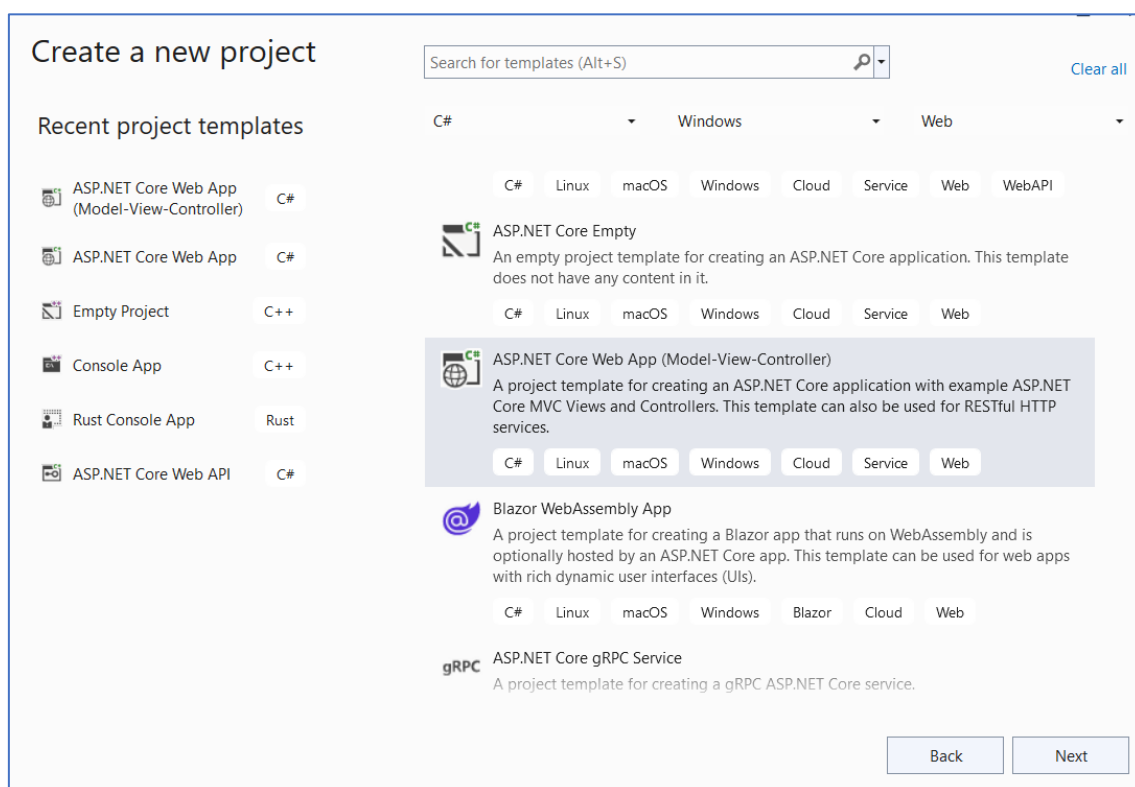 Create a new project
Recent project templates
ASP.NET Core Web App
(Model-View-Controller)
C#
ASP.NET Core Web App
C#
Empty Project
C++
Console App
C++
Rust Console App
Rust
ASP.NET Core Web API
C#
Search for templates (Alt+S)
Clear all
C#
Windows
Web
C# Linux macOS Windows Cloud Service Web WebAPI
C#
ASP.NET Core Empty
An empty project template for creating an ASP.NET Core application. This template
does not have any content in it.
C# Linux macOS Windows Cloud Service Web
C#
ASP.NET Core Web App (Model-View-Controller)
A project template for creating an ASP.NET Core application with example ASP.NET
Core MVC Views and Controllers. This template can also be used for RESTful HTTP
services.
C# Linux macOS Windows Cloud Service Web
Blazor WebAssembly App
A project template for creating a Blazor app that runs on WebAssembly and is
optionally hosted by an ASP.NET Core app. This template can be used for web apps
with rich dynamic user interfaces (UIs).
C# Linux macOS Windows Blazor Cloud Web
gRPC
ASP.NET Core gRPC Service
A project template for creating a gRPC ASP.NET Core service.
Back
Next